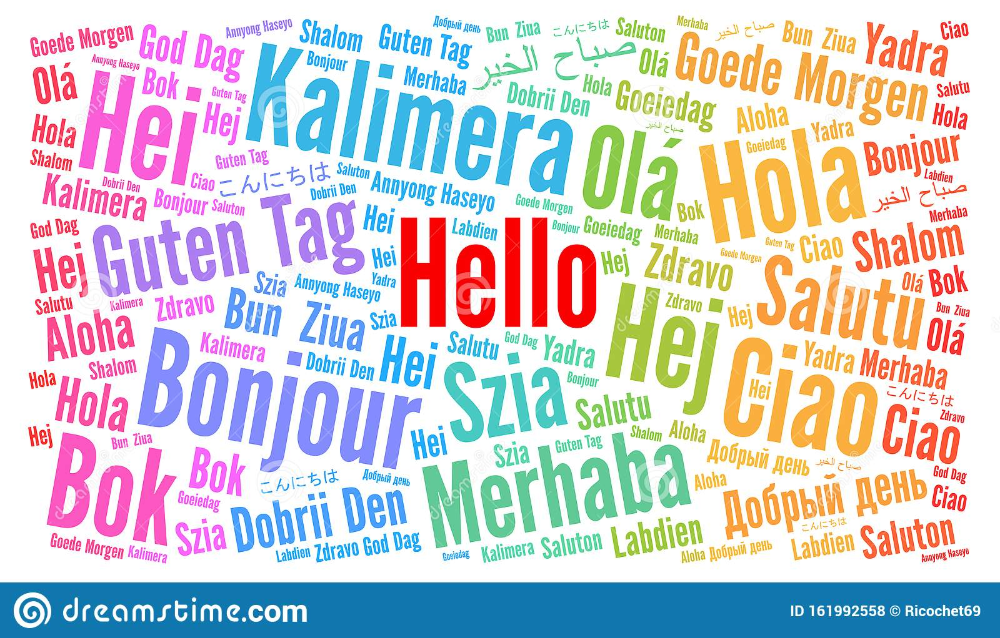 Goede Morgen God Dag Annyong Haseyo Shalom Guten Tag Добрый день Bun Ziua こんにちは Saluton Merhaba صباح الخير Bun Ziua Yadra Ciao
Olá Annyong Haseyo Bok Guten Tag Kalimera Bonjour Merhaba صباح الخير Dobrii Den Hola Olá Goeiedag Goede Morgen Salutu
Hola Hei Hej صباح الخير Aloha Yadra Hola
Shalom Guten Tag Olá Goeiedag Hola Bonjour
Kalimera Dobrii Den Ciao こんにちは Saluton Dobrii Den Annyong Haseyo Labdien
Bonjour Saluton Goede Morgen Bok صباح الخير
God Dag Guten Tag Hei Labdien Bonjour Goeiedag Merhaba Merhaba
Hej Hei Hello Hej Zdravo Goede Morgen Guten Tag Ciao Shalom
Szia Annyong Haseyo Yadra Salutu Olá Bok
Salutu Kalimera Zdravo Bun Ziua Szia Hej Zdravo Hej Bun Ziua
Aloha Salutu God Dag Yadra Olá
Shalom Bonjour Kalimera Dobrii Den Hei Szia Bonjour Ciao Yadra Merhaba
Hola Hei こんにちは
Hola Salutu Zdravo
Hej Bun Ziua Hei Szia Guten Tag Shalom Aloha Ciao
Bok Bok こんにちは Добрый день Merhaba Добрый день صباح الخير God Dag
Goeiedag Dobrii Den Aloha Добрый день Ciao
Szia Labdien こんにちは Saluton
Goede Morgen Kalimera Labdien Zdravo God Dag Goeiedag Kalimera Saluton Aloha Добрый день Labdien Annyong Haseyo
dreamstime.com
ID 161992558 © Ricochet69